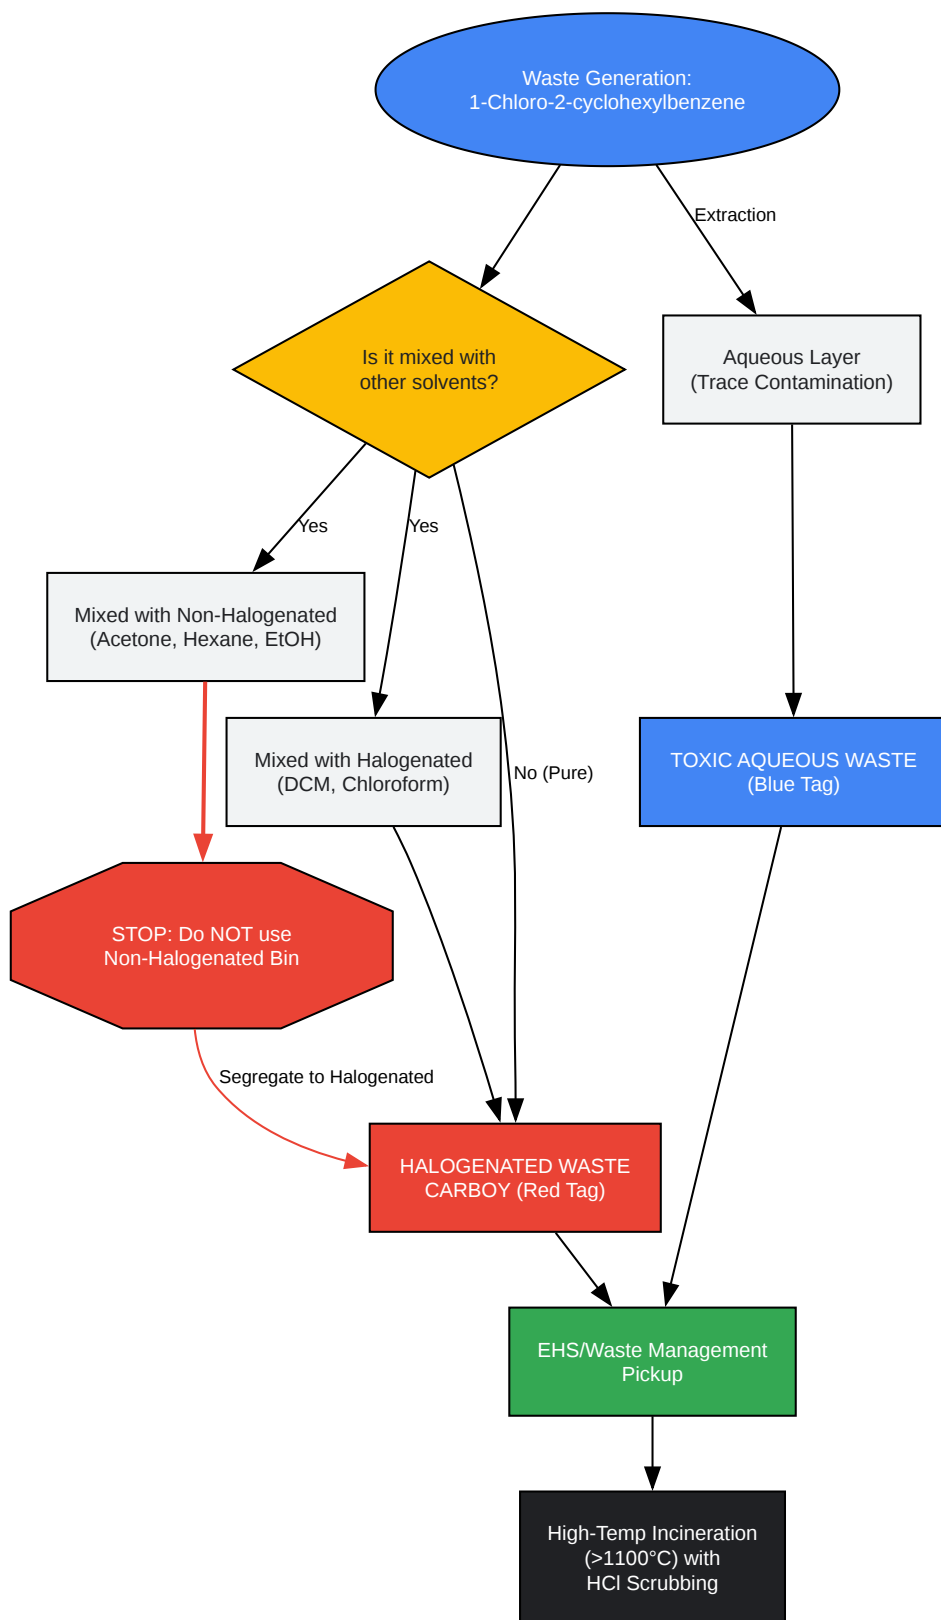 Waste Generation:
1-Chloro-2-cyclohexylbenzene
Extraction
Is it mixed with
other solvents?
Aqueous Layer
(Trace Contamination)
Yes
Yes
Mixed with Non-Halogenated
(Acetone, Hexane, EtOH)
Mixed with Halogenated
(DCM, Chloroform)
No (Pure)
TOXIC AQUEOUS WASTE
(Blue Tag)
STOP: Do NOT use
Non-Halogenated Bin
Segregate to Halogenated
HALOGENATED WASTE
CARBOY (Red Tag)
EHS/Waste Management
Pickup
High-Temp Incineration
(>1100°C) with
HCl Scrubbing